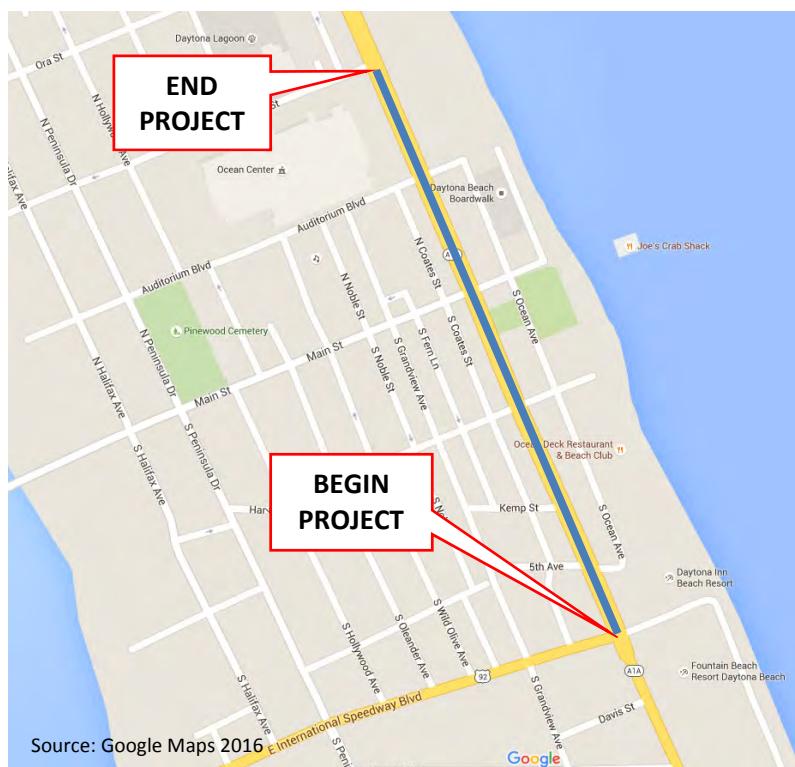 Daytona Lagoon
Ora St
END
PROJECT
St
N Hollywood Ave
N Peninsula Dr
N Halifax Ave
Ocean Center
Auditorium Blvd
Daytona Beach
Boardwalk
Joe's Crab Shack
Auditorium Blvd
N Coates St
N Noble St
S Ocean Ave
Pinewood Cemetery
Main St
S Fern Ln
S Coates St
S Grandview Ave
S Noble St
N Halifax Ave
N Peninsula Dr
Main St
S Peninsula Dr
S Halifax Ave
Ocean Deck Restaurant
& Beach Club
BEGIN
PROJECT
Har
Kemp St
S Ocean Ave
5th Ave
Daytona Inn
Beach Resort
S Wild Olive Ave
S Oleander Ave
S Hollywood Ave
A1A
Fountain Beach
Resort Daytona Beach
92
S Halifax Ave
S Grandview Ave
Davis St
E International Speedway Blvd
S Peni
Source: Google Maps 2016
Google